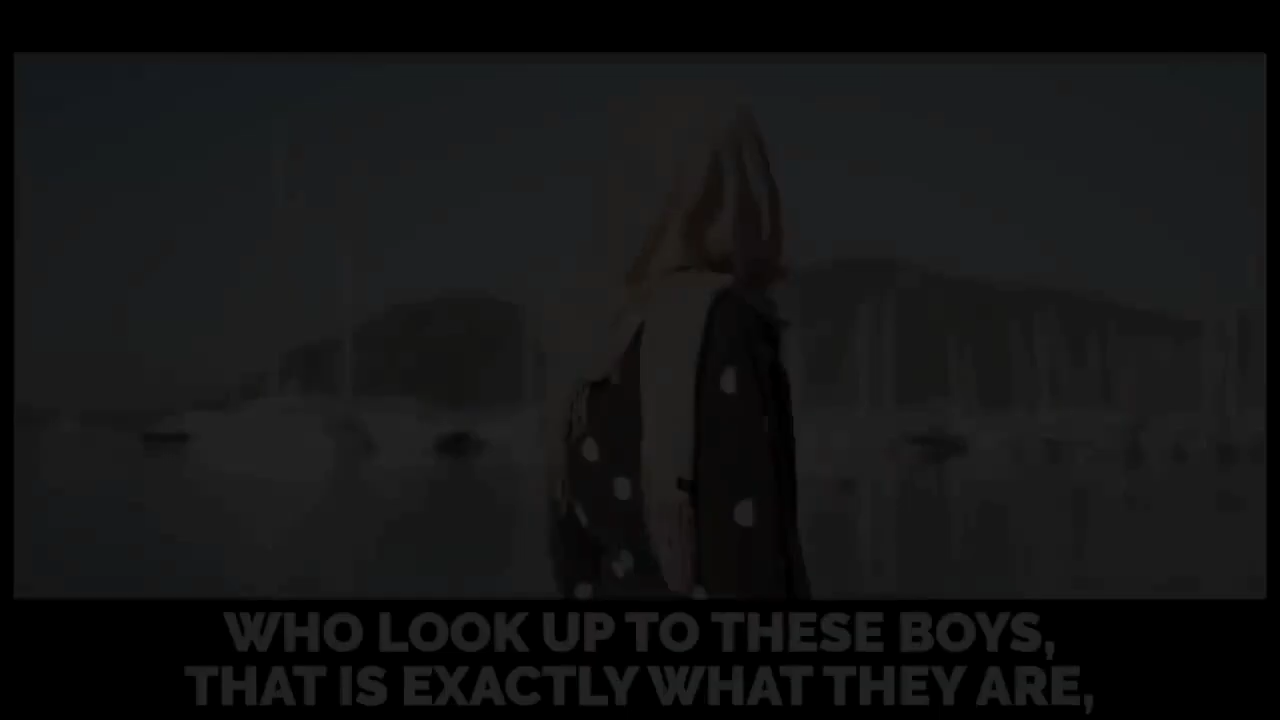 WHO LOOK UP TO THESE BOYS,
THAT IS EXACTLY WHAT THEY ARE,